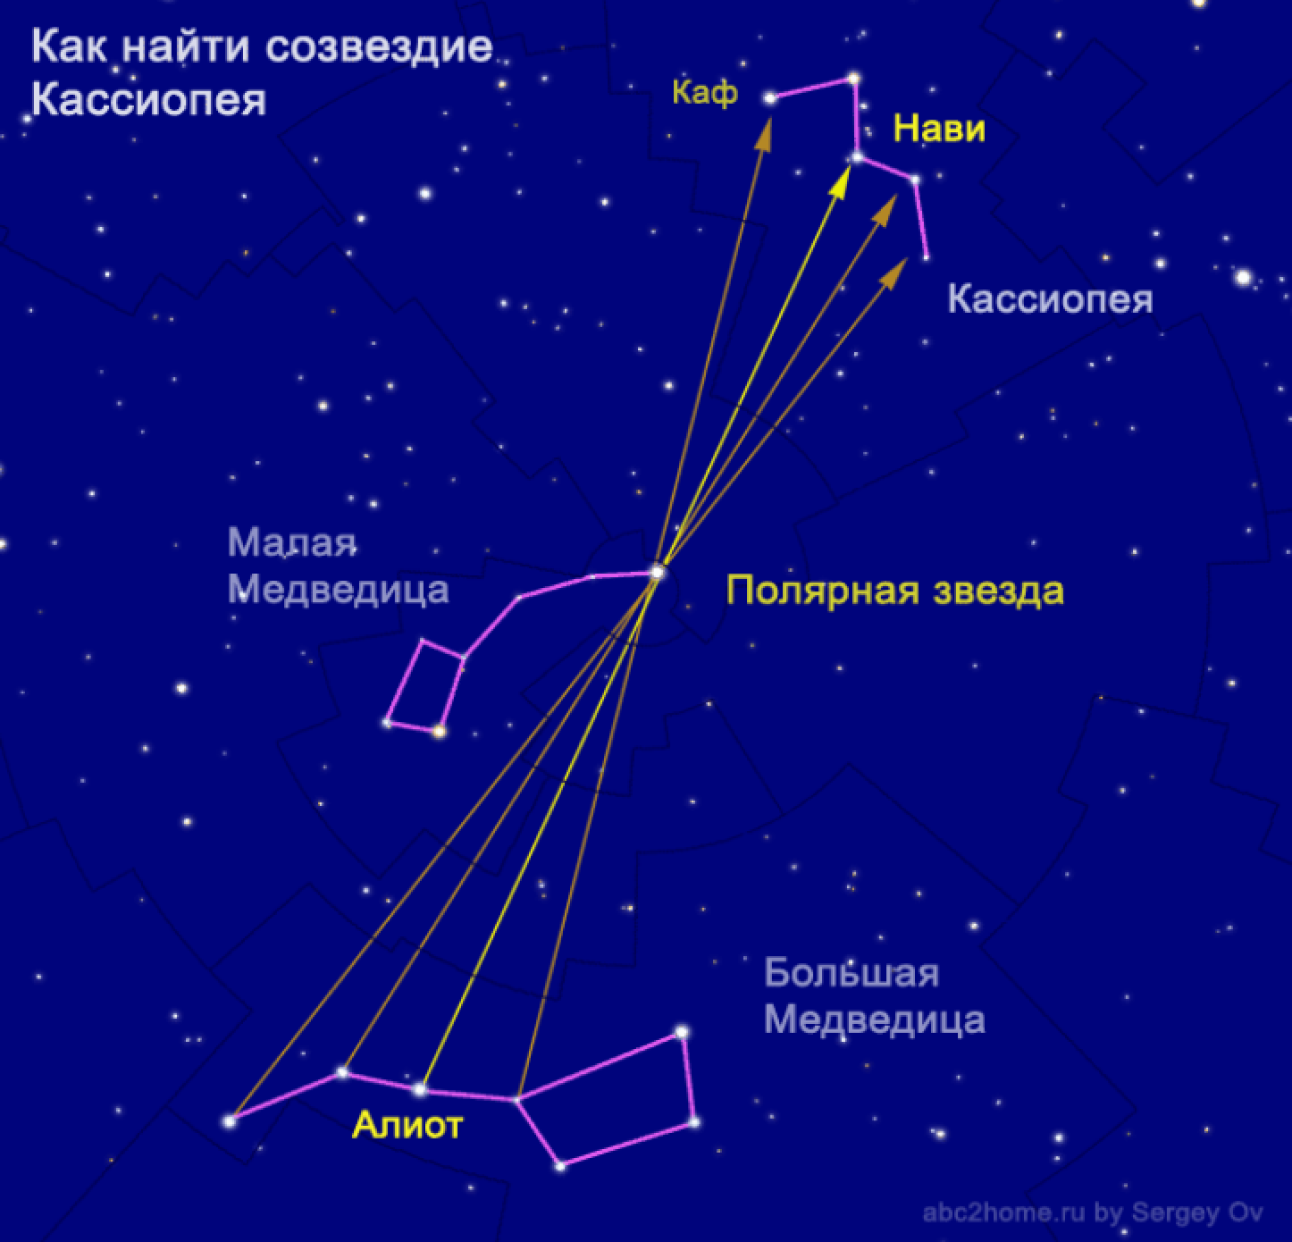 Как найти созвездие
Кассиопея
Каф
Нави
Кассиопея
Малая
Медведица
Полярная звезда
Большая
Медведица
Алиот
abc2home.ru by Sergey Ov